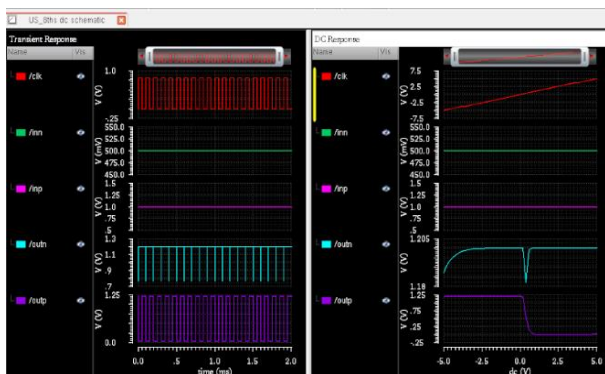 US_8ths dc schematic
Transient Response
Name Vis
/clk
1.0
V (V)
-.25
/inn
550.0
525.0
500.0
475.0
450.0
V (mV)
/inp
1.5
1.25
1.0
.75
.5
V (V)
/outn
1.3
1.1
.9
.7
V (V)
/outp
1.25
V (V)
0.0
0.0 .5 1.0 1.5 2.0
time (ms)
DC Response
Name Vis
/clk
7.5
2.5
-2.5
-7.5
V (V)
/inn
550.0
525.0
500.0
475.0
450.0
V (mV)
/inp
1.5
1.25
1.0
.75
.5
V (V)
/outn
1.205
V (V)
1.18
/outp
1.25
.75
.25
-.25
V (V)
-5.0 -2.5 0.0 2.5 5.0
dc (V)